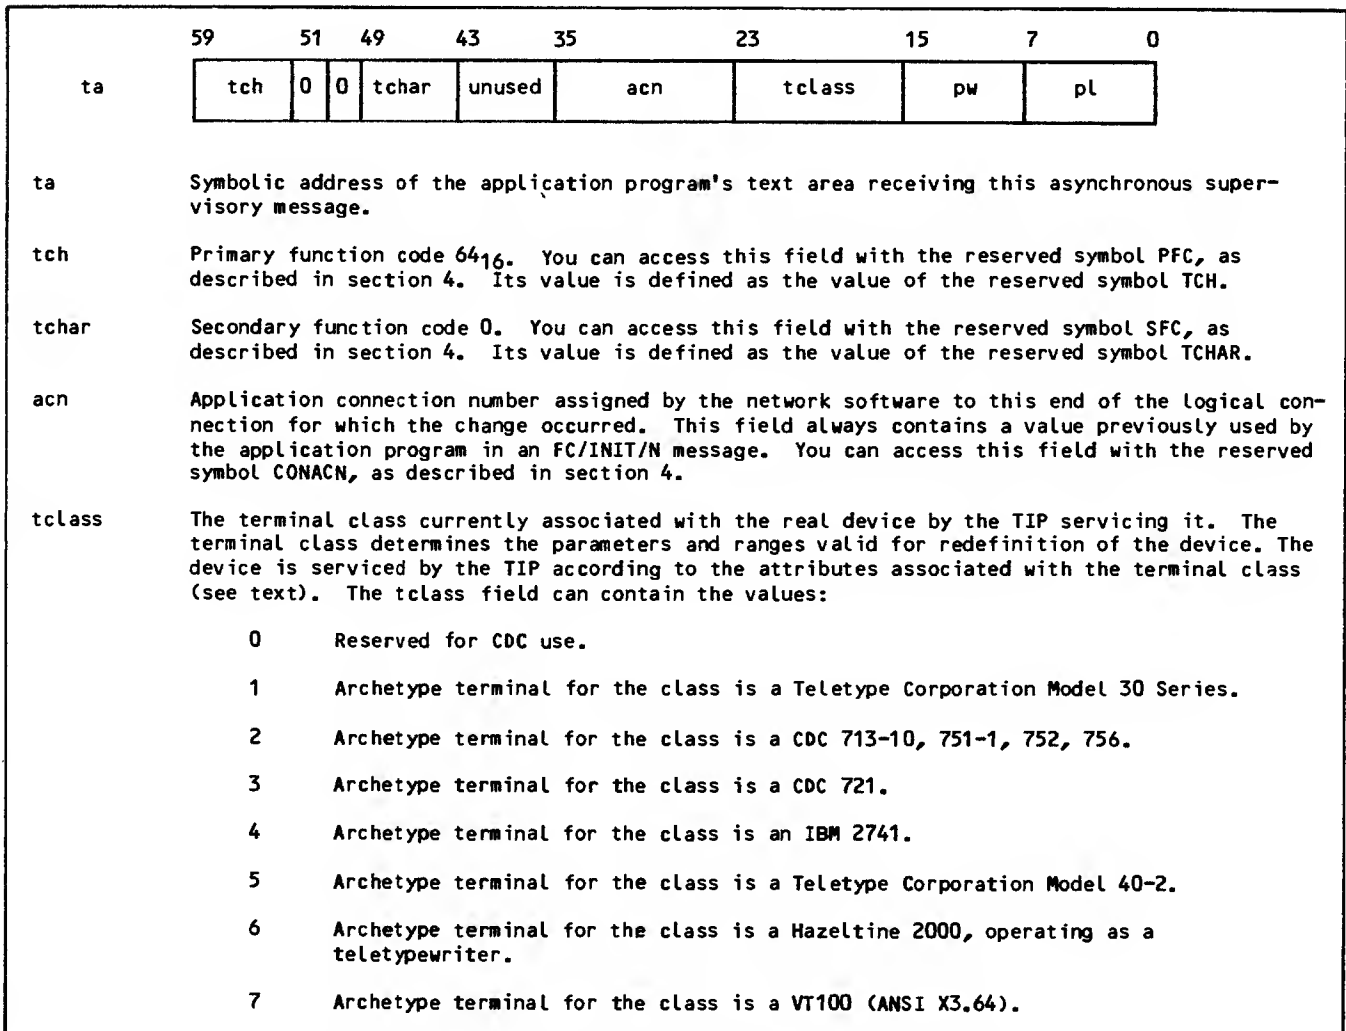 59 51 49 43 35 23 15 7 0
ta tch 0 0 tchar unused acn tclass pw pl
ta Symbolic address of the application program's text area receiving this asynchronous super-
visory message.
tch Primary function code 64₁₆. You can access this field with the reserved symbol PFC, as
described in section 4. Its value is defined as the value of the reserved symbol TCH.
tchar Secondary function code 0. You can access this field with the reserved symbol SFC, as
described in section 4. Its value is defined as the value of the reserved symbol TCHAR.
acn Application connection number assigned by the network software to this end of the logical con-
nection for which the change occurred. This field always contains a value previously used by
the application program in an FC/INIT/N message. You can access this field with the reserved
symbol CONACN, as described in section 4.
tclass The terminal class currently associated with the real device by the TIP servicing it. The
terminal class determines the parameters and ranges valid for redefinition of the device. The
device is serviced by the TIP according to the attributes associated with the terminal class
(see text). The tclass field can contain the values:
0 Reserved for CDC use.
1 Archetype terminal for the class is a Teletype Corporation Model 30 Series.
2 Archetype terminal for the class is a CDC 713-10, 751-1, 752, 756.
3 Archetype terminal for the class is a CDC 721.
4 Archetype terminal for the class is an IBM 2741.
5 Archetype terminal for the class is a Teletype Corporation Model 40-2.
6 Archetype terminal for the class is a Hazeltine 2000, operating as a
teletypewriter.
7 Archetype terminal for the class is a VT100 (ANSI X3.64).